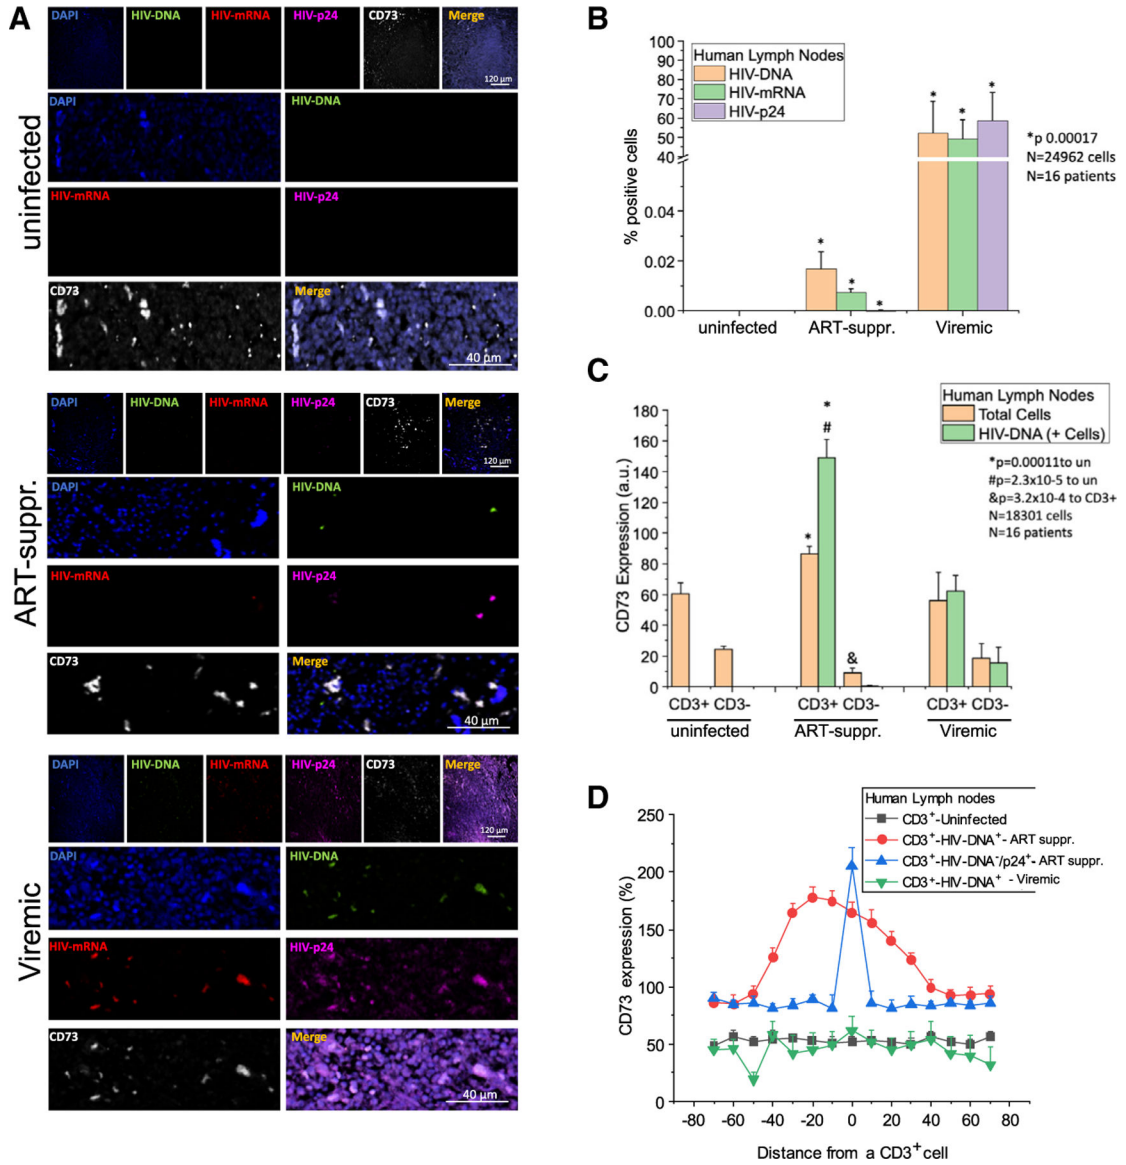 A
uninfected
DAPI HIV-DNA HIV-mRNA HIV-p24 CD73 Merge
120 µm
DAPI HIV-DNA
HIV-mRNA HIV-p24
CD73 Merge
40 µm
ART-suppr.
DAPI HIV-DNA HIV-mRNA HIV-p24 CD73 Merge
120 µm
DAPI HIV-DNA
HIV-mRNA HIV-p24
CD73 Merge
40 µm
Viremic
DAPI HIV-DNA HIV-mRNA HIV-p24 CD73 Merge
120 µm
DAPI HIV-DNA
HIV-mRNA HIV-p24
CD73 Merge
40 µm
B
% positive cells
100
90
80
70
60
50
40
0.04
0.02
0.00
Human Lymph Nodes
HIV-DNA
HIV-mRNA
HIV-p24
* * *
* * *
*p 0.00017
N=24962 cells
N=16 patients
uninfected ART-suppr. Viremic
C
CD73 Expression (a.u.)
180
160
140
120
100
80
60
40
20
0
Human Lymph Nodes
Total Cells
HIV-DNA (+ Cells)
*
#
*
&
*p=0.00011to un
#p=2.3x10-5 to un
&p=3.2x10-4 to CD3+
N=18301 cells
N=16 patients
CD3+ CD3- CD3+ CD3- CD3+ CD3-
uninfected ART-suppr. Viremic
D
CD73 expression (%)
250
200
150
100
50
0
Human Lymph nodes
CD3+-Uninfected
CD3+-HIV-DNA+- ART suppr.
CD3+-HIV-DNA-/p24+- ART suppr.
CD3+-HIV-DNA+ - Viremic
-80 -60 -40 -20 0 20 40 60 80
Distance from a CD3+cell